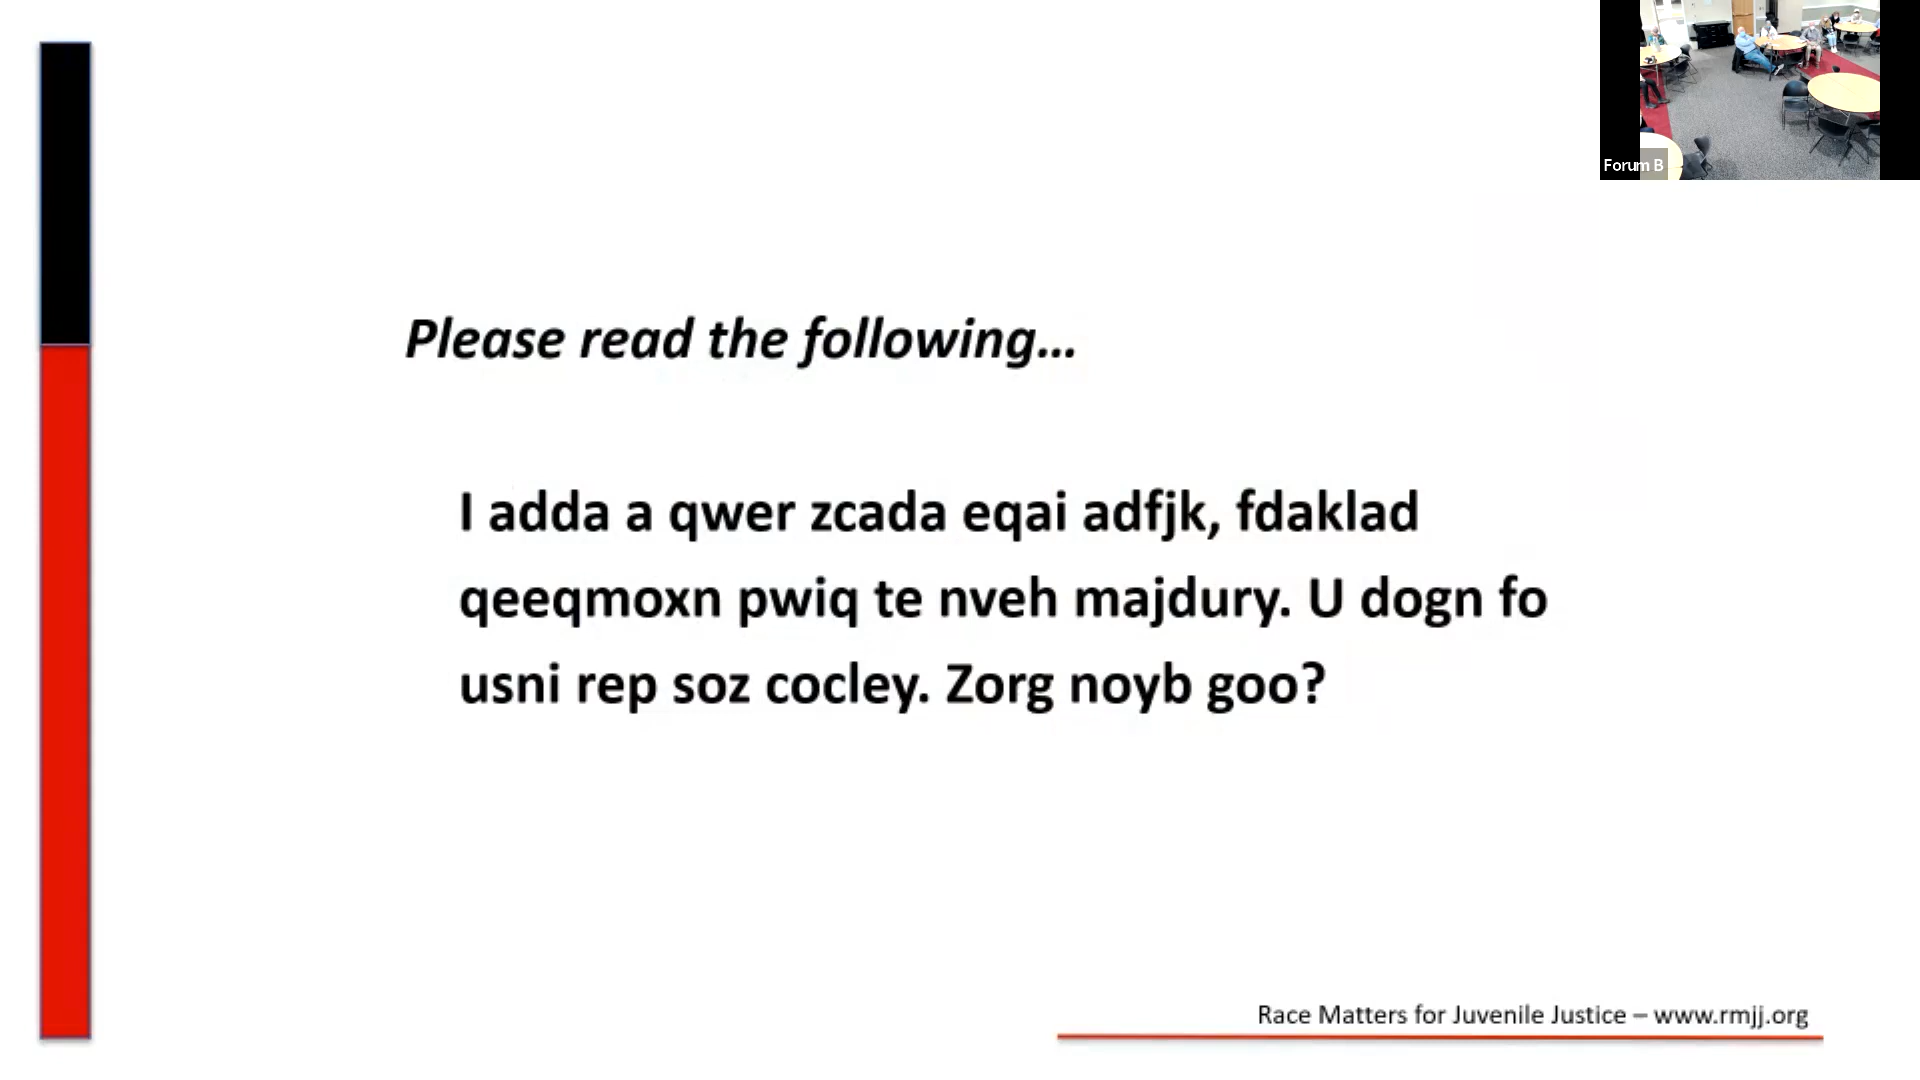 Forum B
Please read the following...
I adda a qwer zcada eqai adfjk, fdaklad
qeeqmoxn pwiq te nveh majdury. U dogn fo
usni rep soz cocley. Zorg noyb goo?
Race Matters for Juvenile Justice – www.rmjj.org